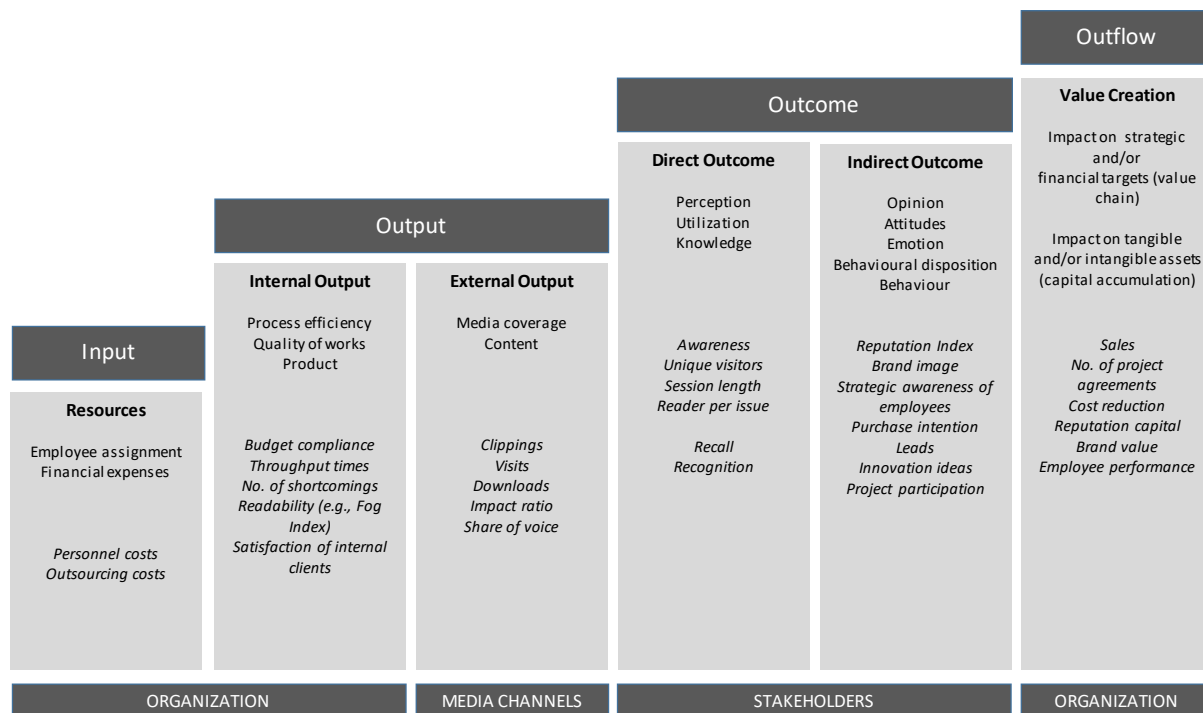 Input
Resources
Employee assignment
Financial expenses
Personnel costs
Outsourcing costs
Output
Internal Output
Process efficiency
Quality of works
Product
Budget compliance
Throughput times
No. of shortcomings
Readability (e.g., Fog
Index)
Satisfaction of internal
clients
External Output
Media coverage
Content
Clippings
Visits
Downloads
Impact ratio
Share of voice
Outcome
Direct Outcome
Perception
Utilization
Knowledge
Awareness
Unique visitors
Session length
Reader per issue
Recall
Recognition
Indirect Outcome
Opinion
Attitudes
Emotion
Behavioural disposition
Behaviour
Reputation Index
Brand image
Strategic awareness of
employees
Purchase intention
Leads
Innovation ideas
Project participation
Outflow
Value Creation
Impact on strategic
and/or
financial targets (value
chain)
Impact on tangible
and/or intangible assets
(capital accumulation)
Sales
No. of project
agreements
Cost reduction
Reputation capital
Brand value
Employee performance
ORGANIZATION
MEDIA CHANNELS
STAKEHOLDERS
ORGANIZATION